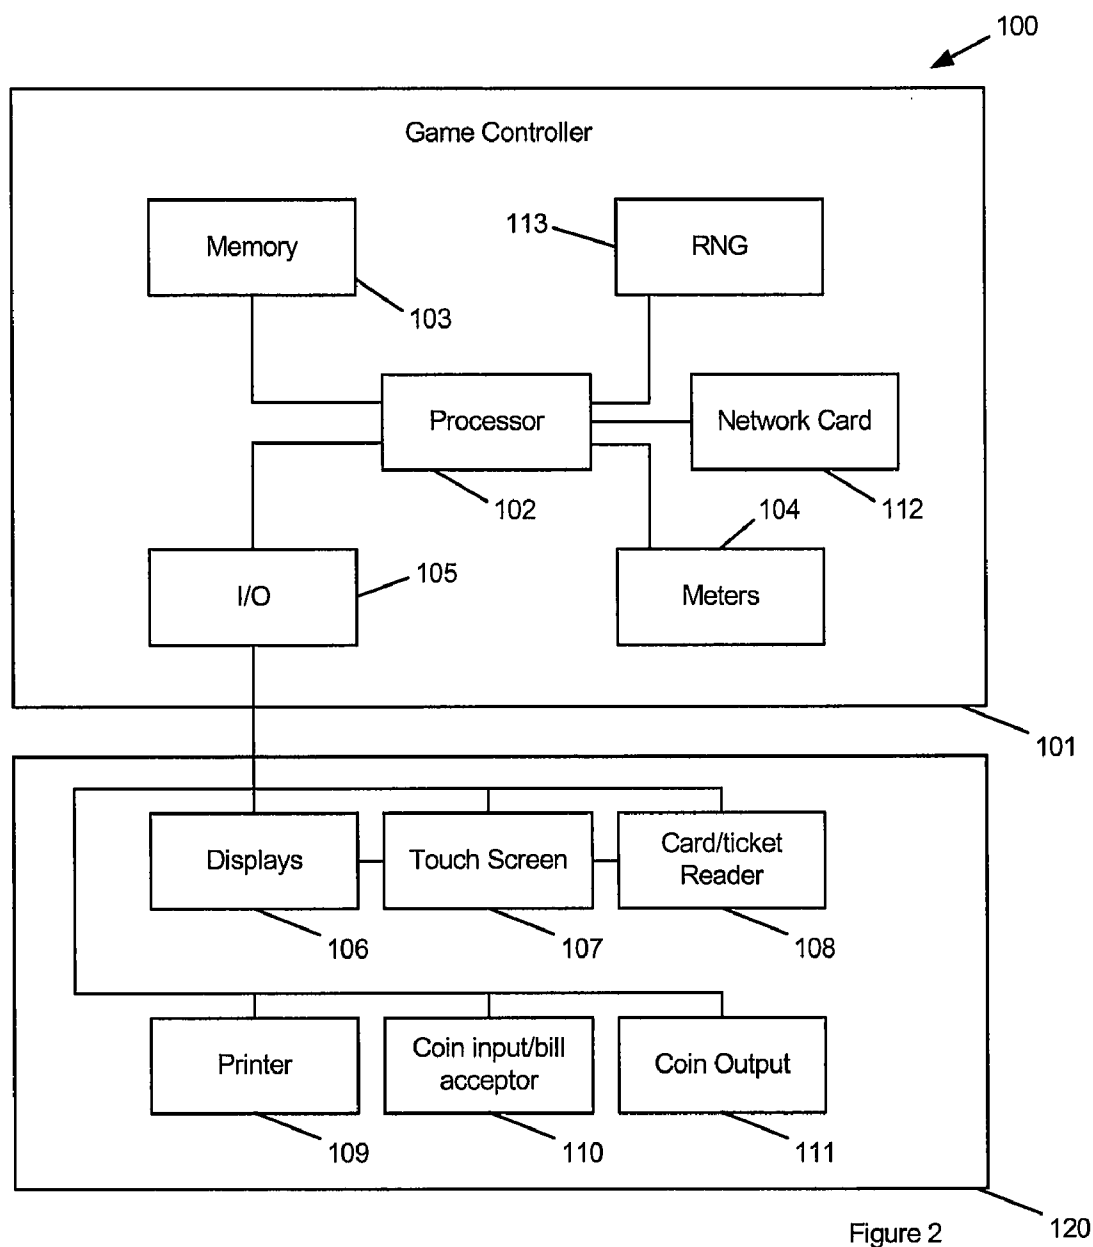 100
Game Controller
Memory
113
RNG
103
Processor
Network Card
102
104
112
I/O
105
Meters
101
Displays
Touch Screen
Card/ticket
Reader
106
107
108
Printer
Coin input/bill
acceptor
Coin Output
109
110
111
120
Figure 2